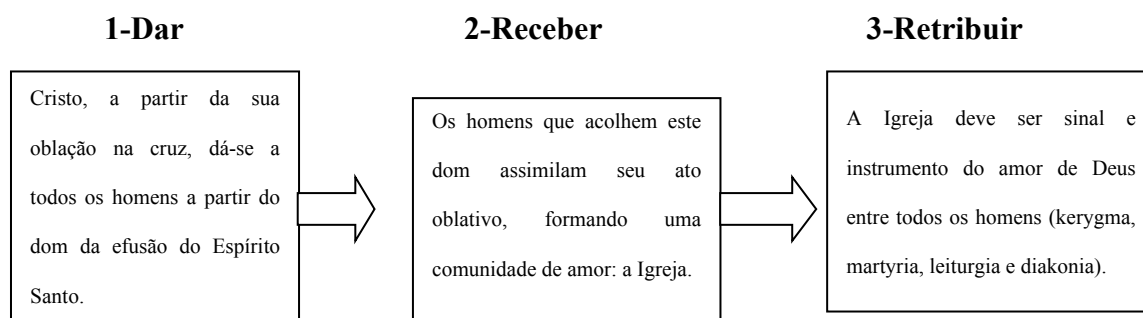 1-Dar
Cristo, a partir da sua
oblação na cruz, dá-se a
todos os homens a partir do
dom da efusão do Espírito
Santo.
2-Receber
Os homens que acolhem este
dom assimilam seu ato
oblativo, formando uma
comunidade de amor: a Igreja.
3-Retribuir
A Igreja deve ser sinal e
instrumento do amor de Deus
entre todos os homens (kerygma,
martyria, leiturgia e diakonia).